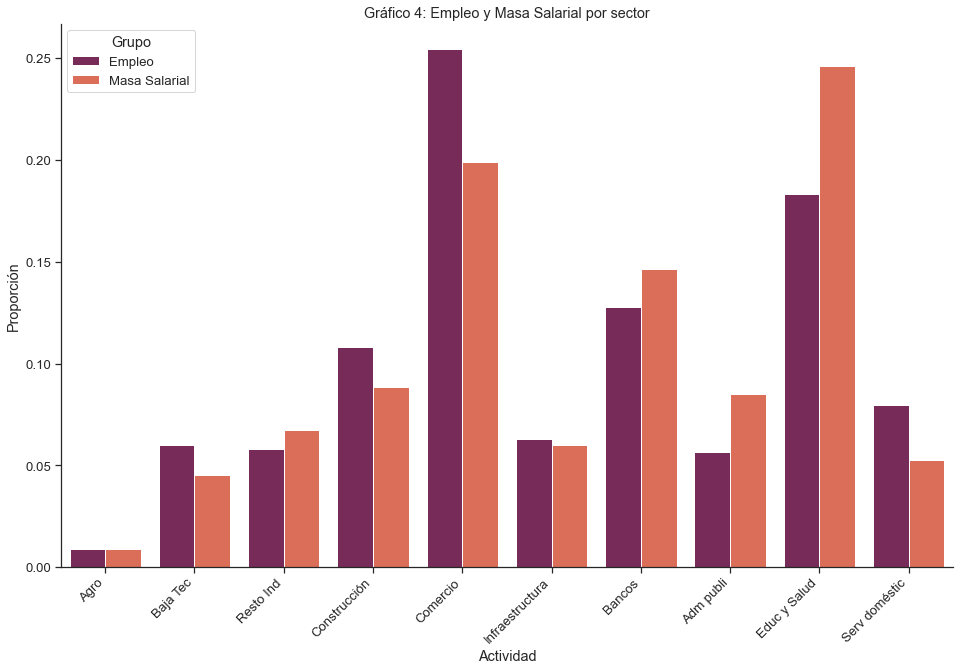 Gráfico 4: Empleo y Masa Salarial por sector
Grupo
Empleo
Masa Salarial
Proporción
0.25
0.20
0.15
0.10
0.05
0.00
Agro
Baja Tec
Resto Ind
Construcción
Comercio
Infraestructura
Bancos
Adm publi
Educ y Salud
Serv doméstic
Actividad